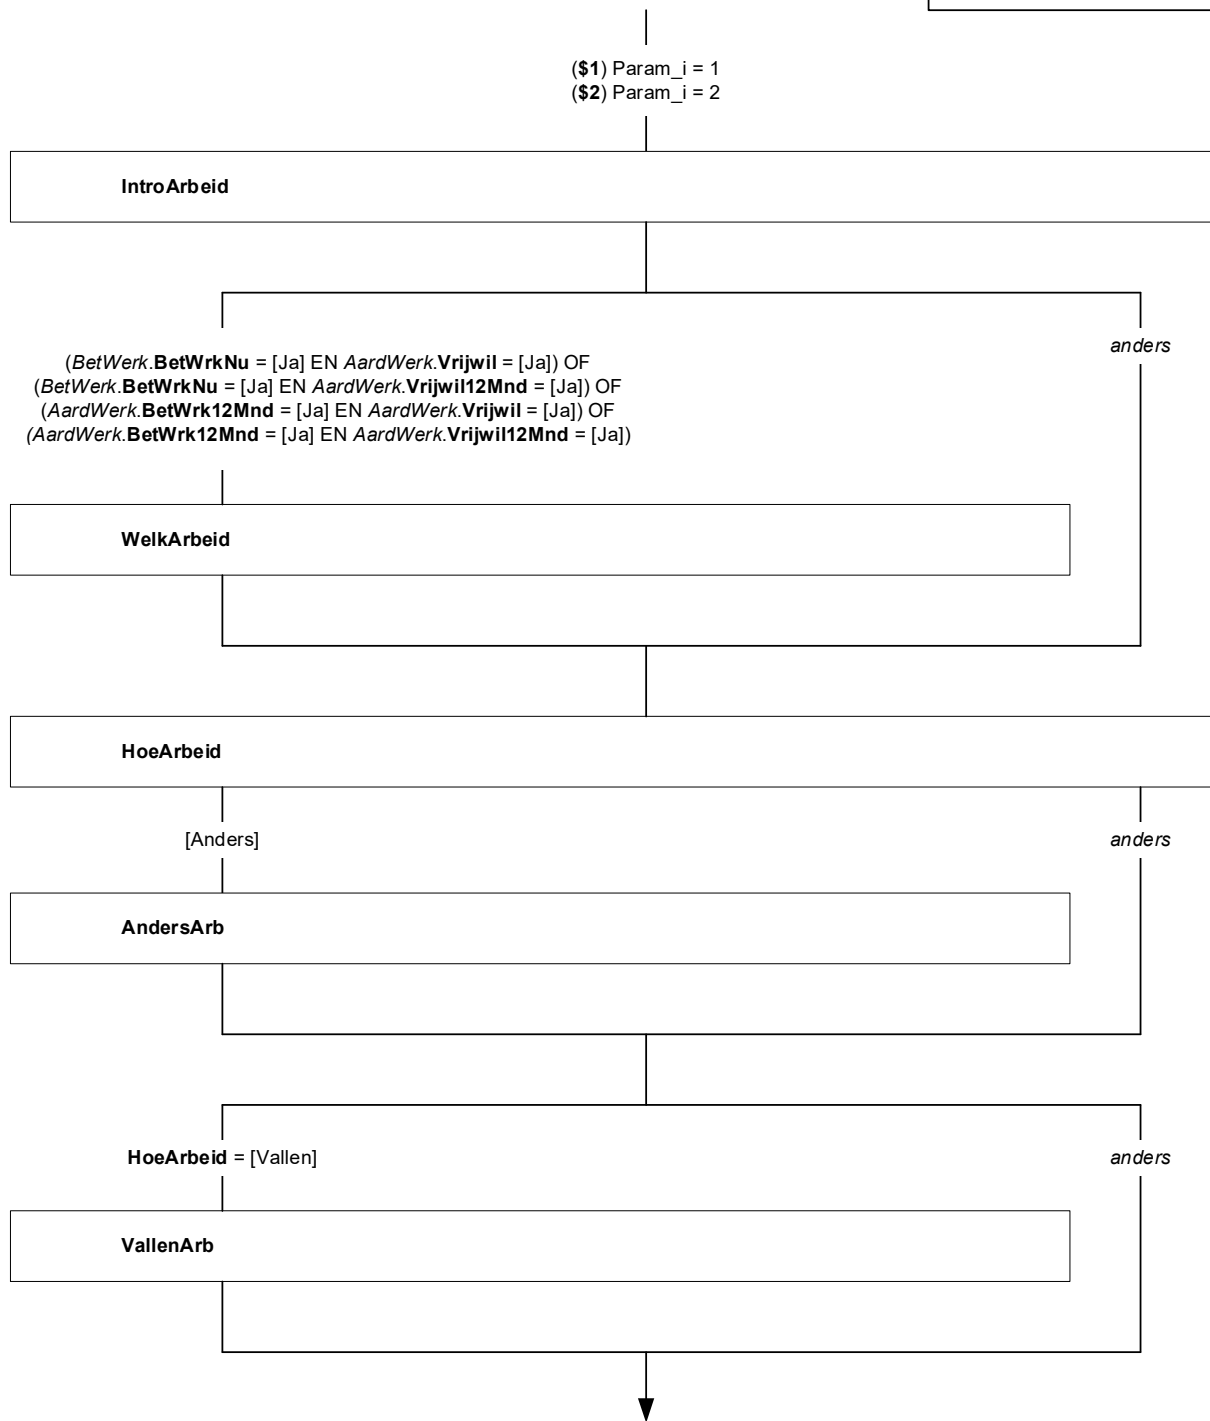 ($1) Param_i = 1
($2) Param_i = 2
IntroArbeid
anders
(BetWerk.BetWrkNu = [Ja] EN AardWerk.Vrijwil = [Ja]) OF
(BetWerk.BetWrkNu = [Ja] EN AardWerk.Vrijwil12Mnd = [Ja]) OF
(AardWerk.BetWrk12Mnd = [Ja] EN AardWerk.Vrijwil = [Ja]) OF
(AardWerk.BetWrk12Mnd = [Ja] EN AardWerk.Vrijwil12Mnd = [Ja])
WelkArbeid
HoeArbeid
[Anders]
anders
AndersArb
HoeArbeid = [Vallen]
anders
VallenArb